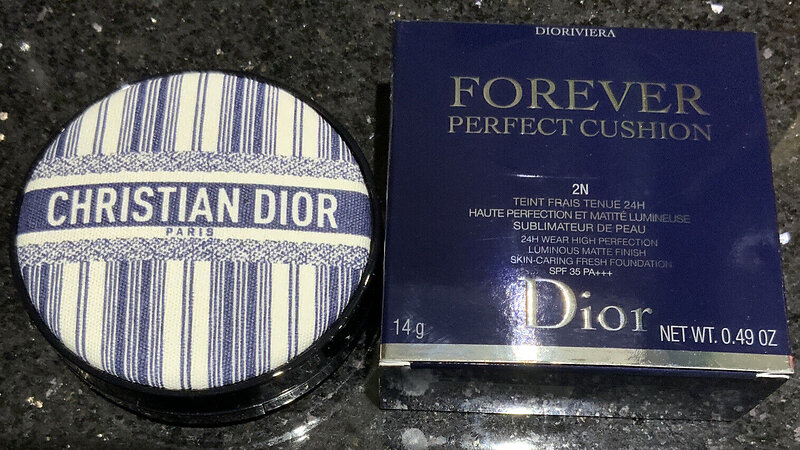 CHRISTIAN DIOR
PARIS
DIORIVIERA
FOREVER
PERFECT CUSHION
2N
TEINT FRAIS TENUE 24H
HAUTE PERFECTION ET MATITÉ LUMINEUSE
SUBLIMATEUR DE PEAU
24H WEAR HIGH PERFECTION
LUMINOUS MATTE FINISH
SKIN-CARING FRESH FOUNDATION
SPF 35 PA+++
Dior
14 g
NET WT. 0.49 OZ